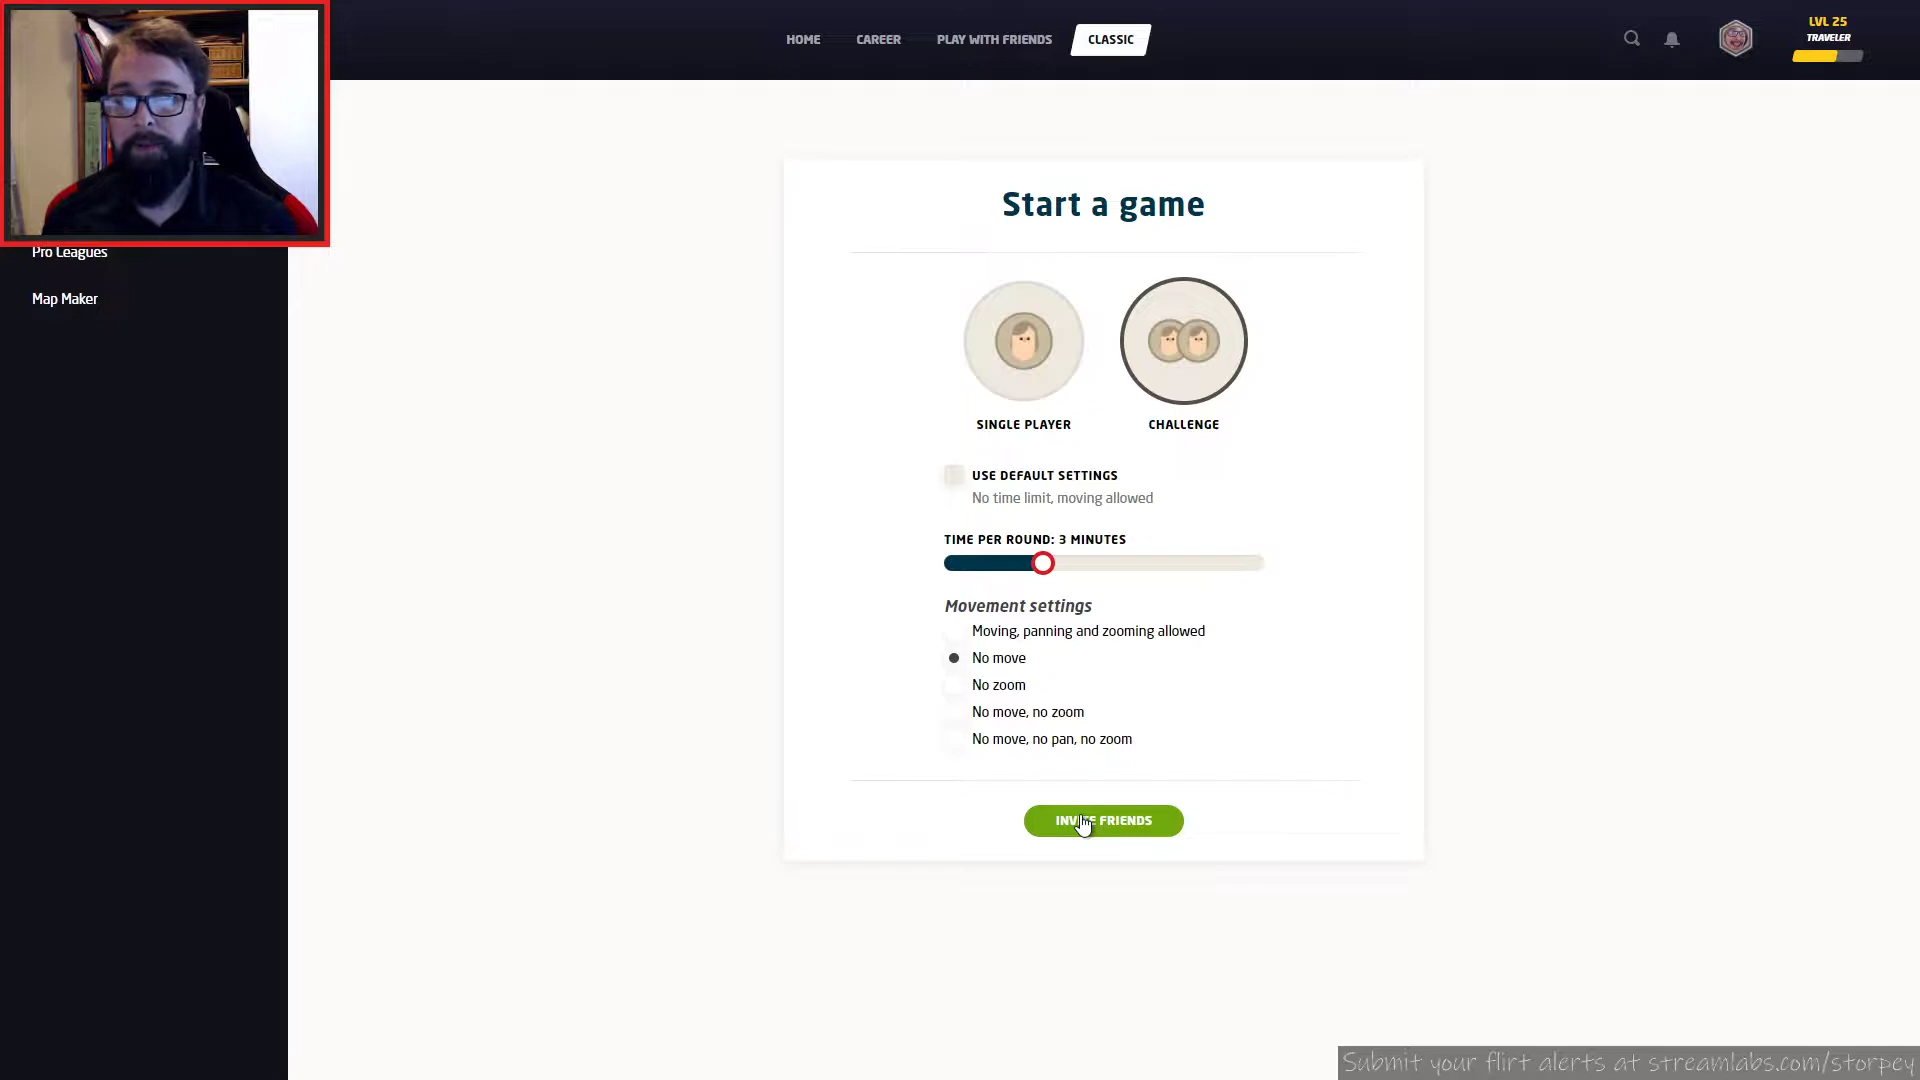 HOME
CAREER
PLAY WITH FRIENDS
CLASSIC
LVL 25
TRAVELER
Pro Leagues
Map Maker
Start a game
SINGLE PLAYER
CHALLENGE
USE DEFAULT SETTINGS
No time limit, moving allowed
TIME PER ROUND: 3 MINUTES
Movement settings
Moving, panning and zooming allowed
No move
No zoom
No move, no zoom
No move, no pan, no zoom
INVITE FRIENDS
Submit your flirt alerts at streamlabs.com/storpey